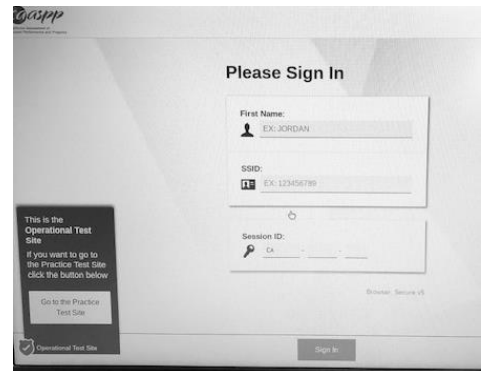 caaspp
Please Sign In
First Name:
EX: JORDAN
SSID:
EX: 123456789
Session ID:
CA - -
Browser: Secure v5
Sign In
This is the
Operational Test
Site
If you want to go to
the Practice Test Site
click the button below
Go to the Practice
Test Site
Operational Test Site